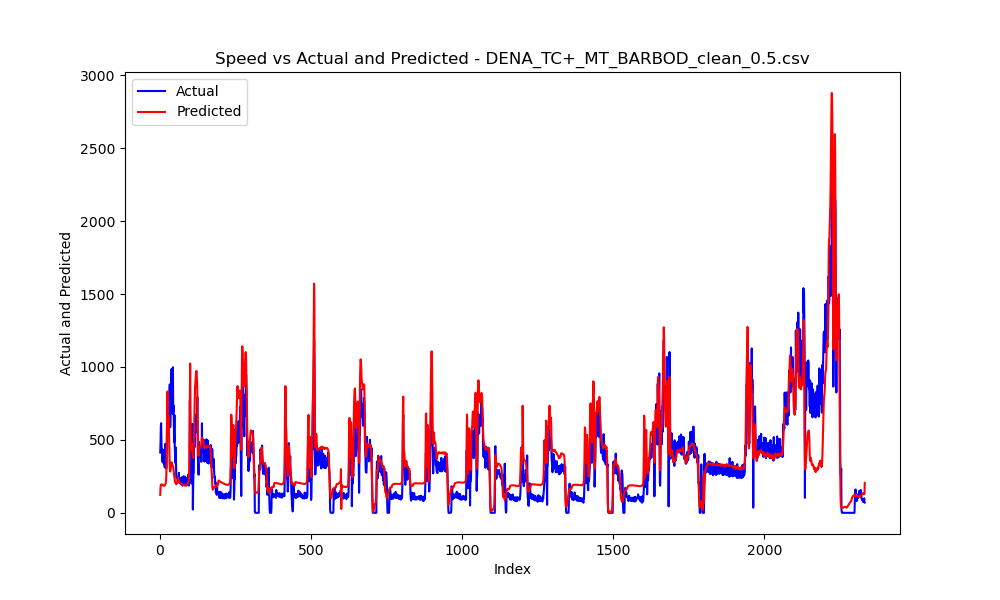 Speed vs Actual and Predicted - DENA_TC+_MT_BARBOD_clean_0.5.csv
Actual
Predicted
Actual and Predicted
3000
2500
2000
1500
1000
500
0
0 500 1000 1500 2000
Index